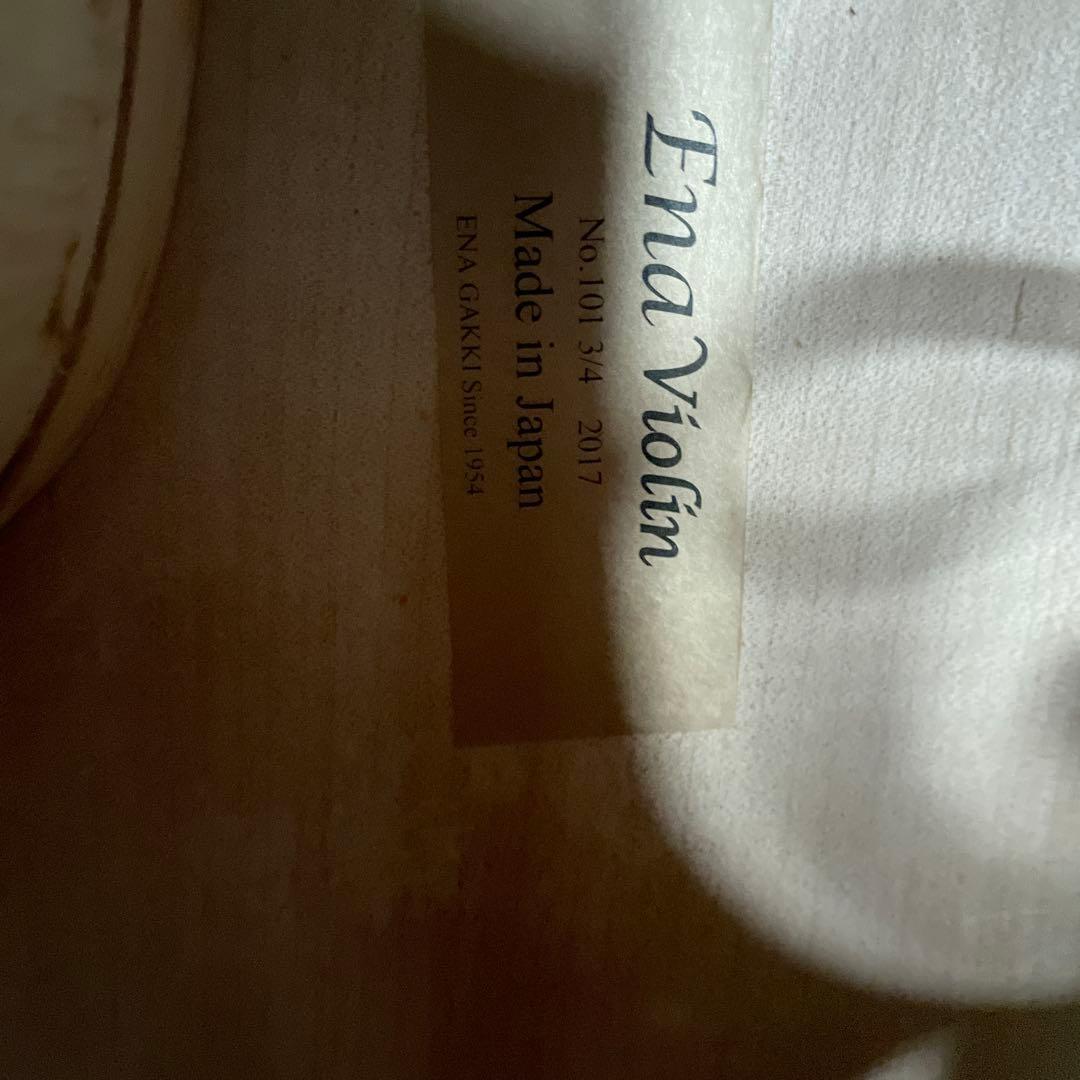 Ena Violin
No.101 3/4 2017
Made in Japan
ENA GAKKI Since 1954